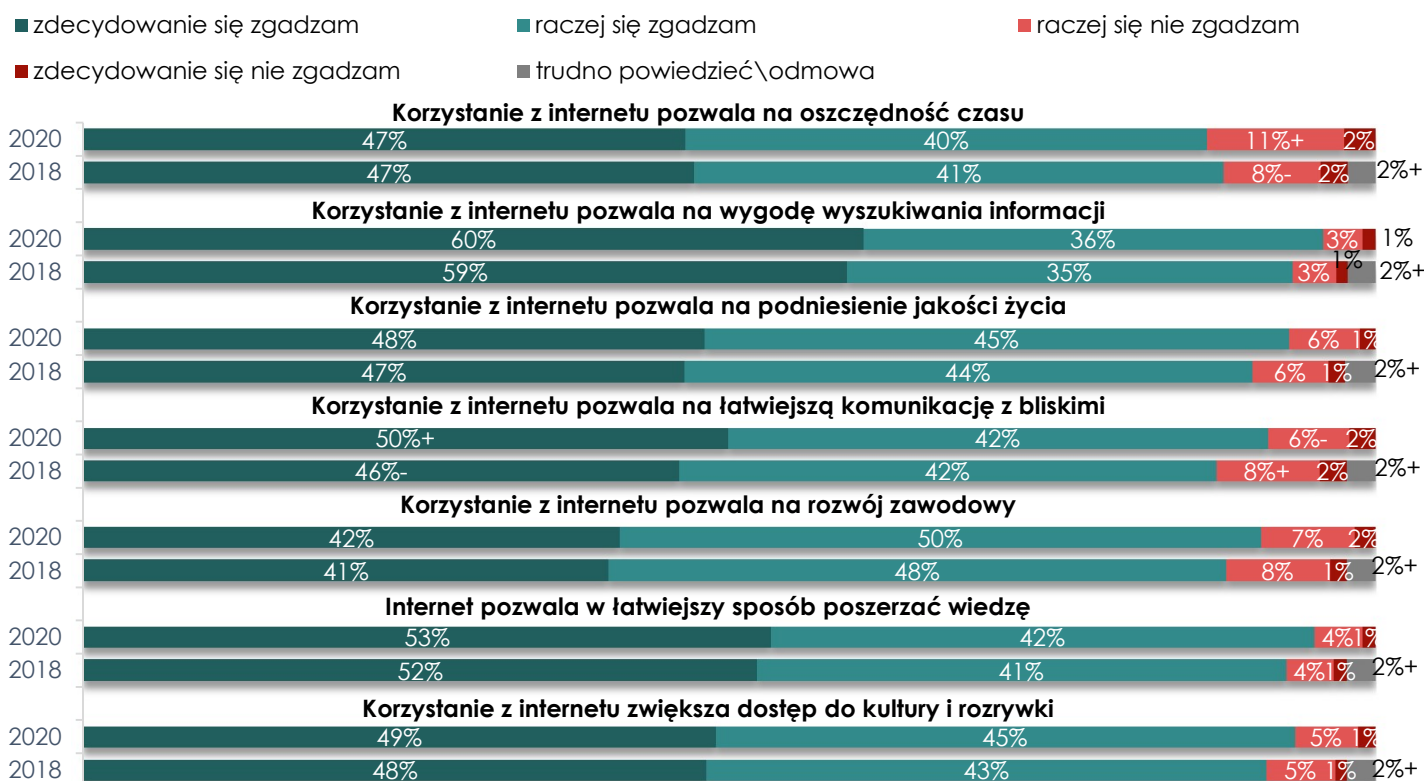 zdecydowanie się zgadzam raczej się zgadzam raczej się nie zgadzam
zdecydowanie się nie zgadzam trudno powiedzieć\odmowa
Korzystanie z internetu pozwala na oszczędność czasu
2020 47% 40% 11%+ 2%
2018 47% 41% 8%- 2% 2%+
Korzystanie z internetu pozwala na wygodę wyszukiwania informacji
2020 60% 36% 3% 1%
2018 59% 35% 3% 1% 2%+
Korzystanie z internetu pozwala na podniesienie jakości życia
2020 48% 45% 6% 1%
2018 47% 44% 6% 1% 2%+
Korzystanie z internetu pozwala na łatwiejszą komunikację z bliskimi
2020 50%+ 42% 6%- 2%
2018 46%- 42% 8%+ 2% 2%+
Korzystanie z internetu pozwala na rozwój zawodowy
2020 42% 50% 7% 2%
2018 41% 48% 8% 1% 2%+
Internet pozwala w łatwiejszy sposób poszerzać wiedzę
2020 53% 42% 4% 1%
2018 52% 41% 4% 1% 2%+
Korzystanie z internetu zwiększa dostęp do kultury i rozrywki
2020 49% 45% 5% 1%
2018 48% 43% 5% 1% 2%+